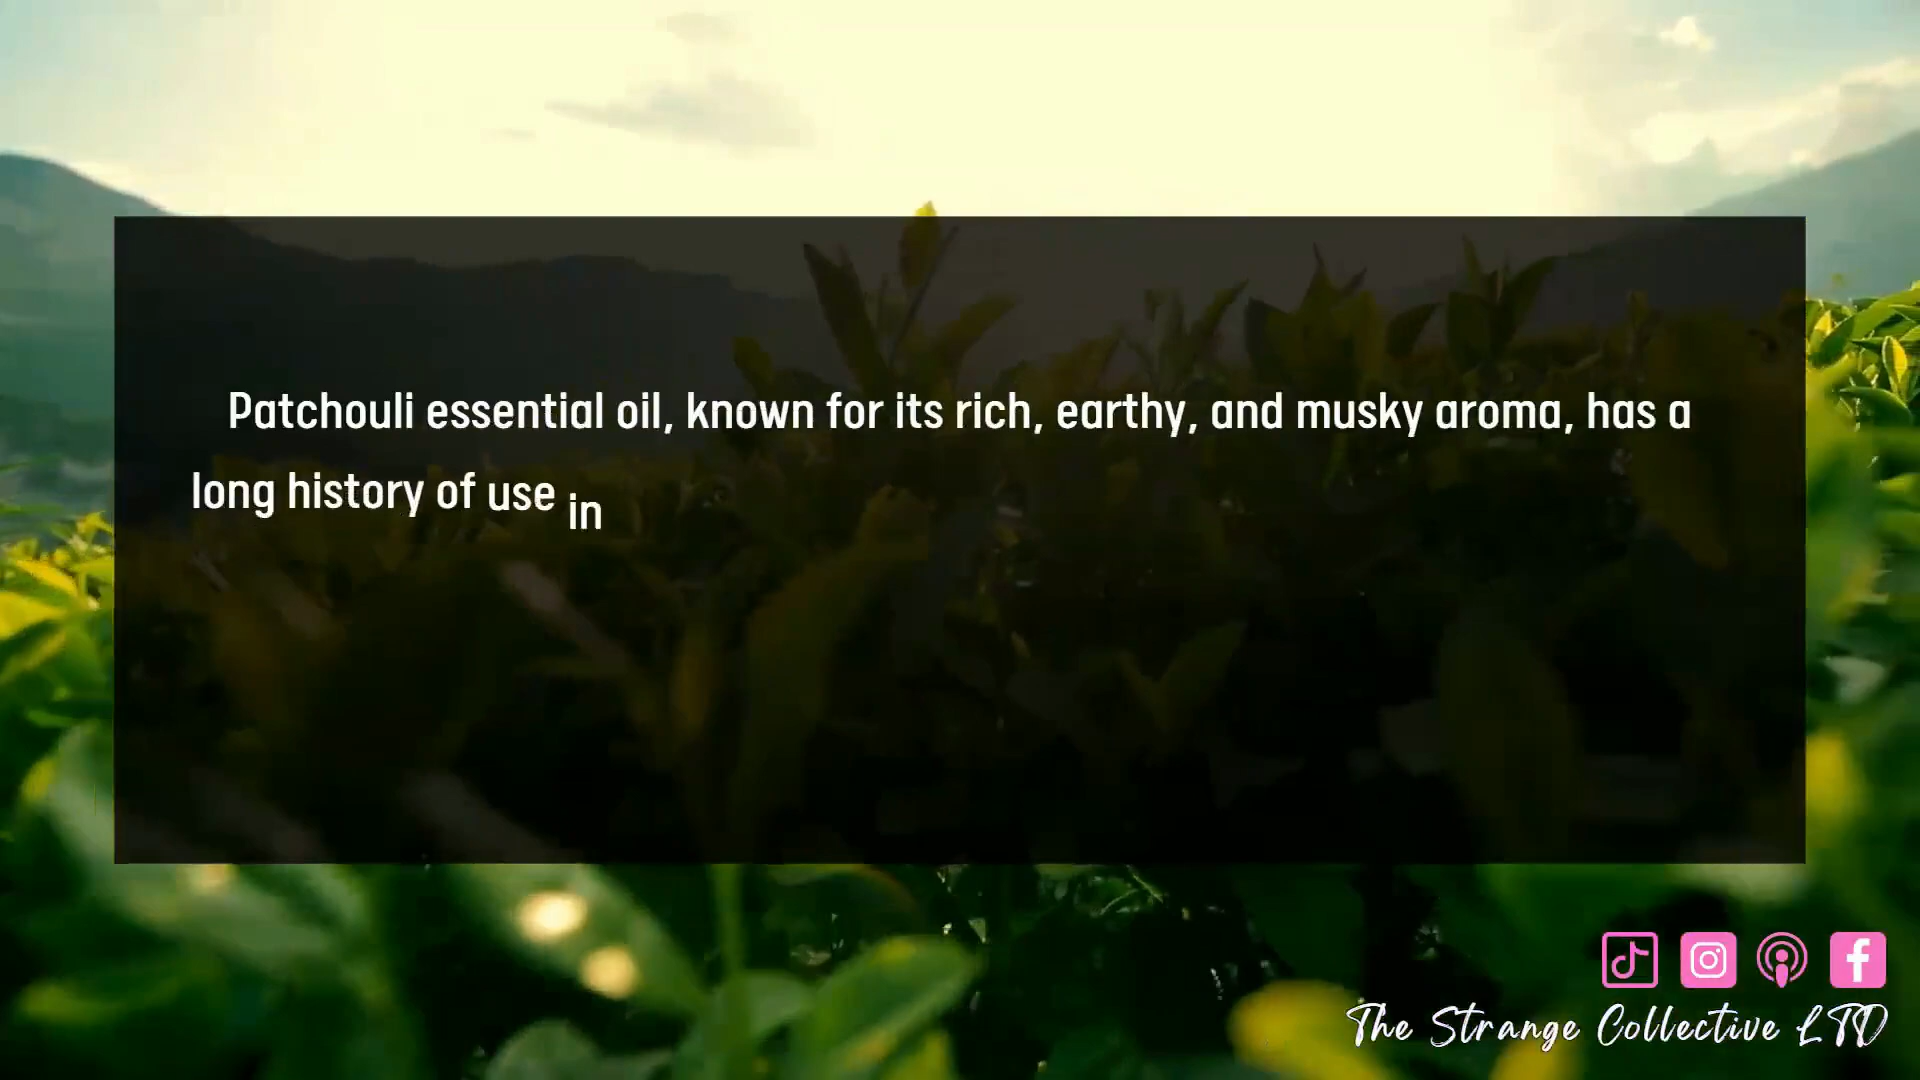 Patchouli essential oil, known for its rich, earthy, and musky aroma, has a
long history of use in
The Strange Collective LTD